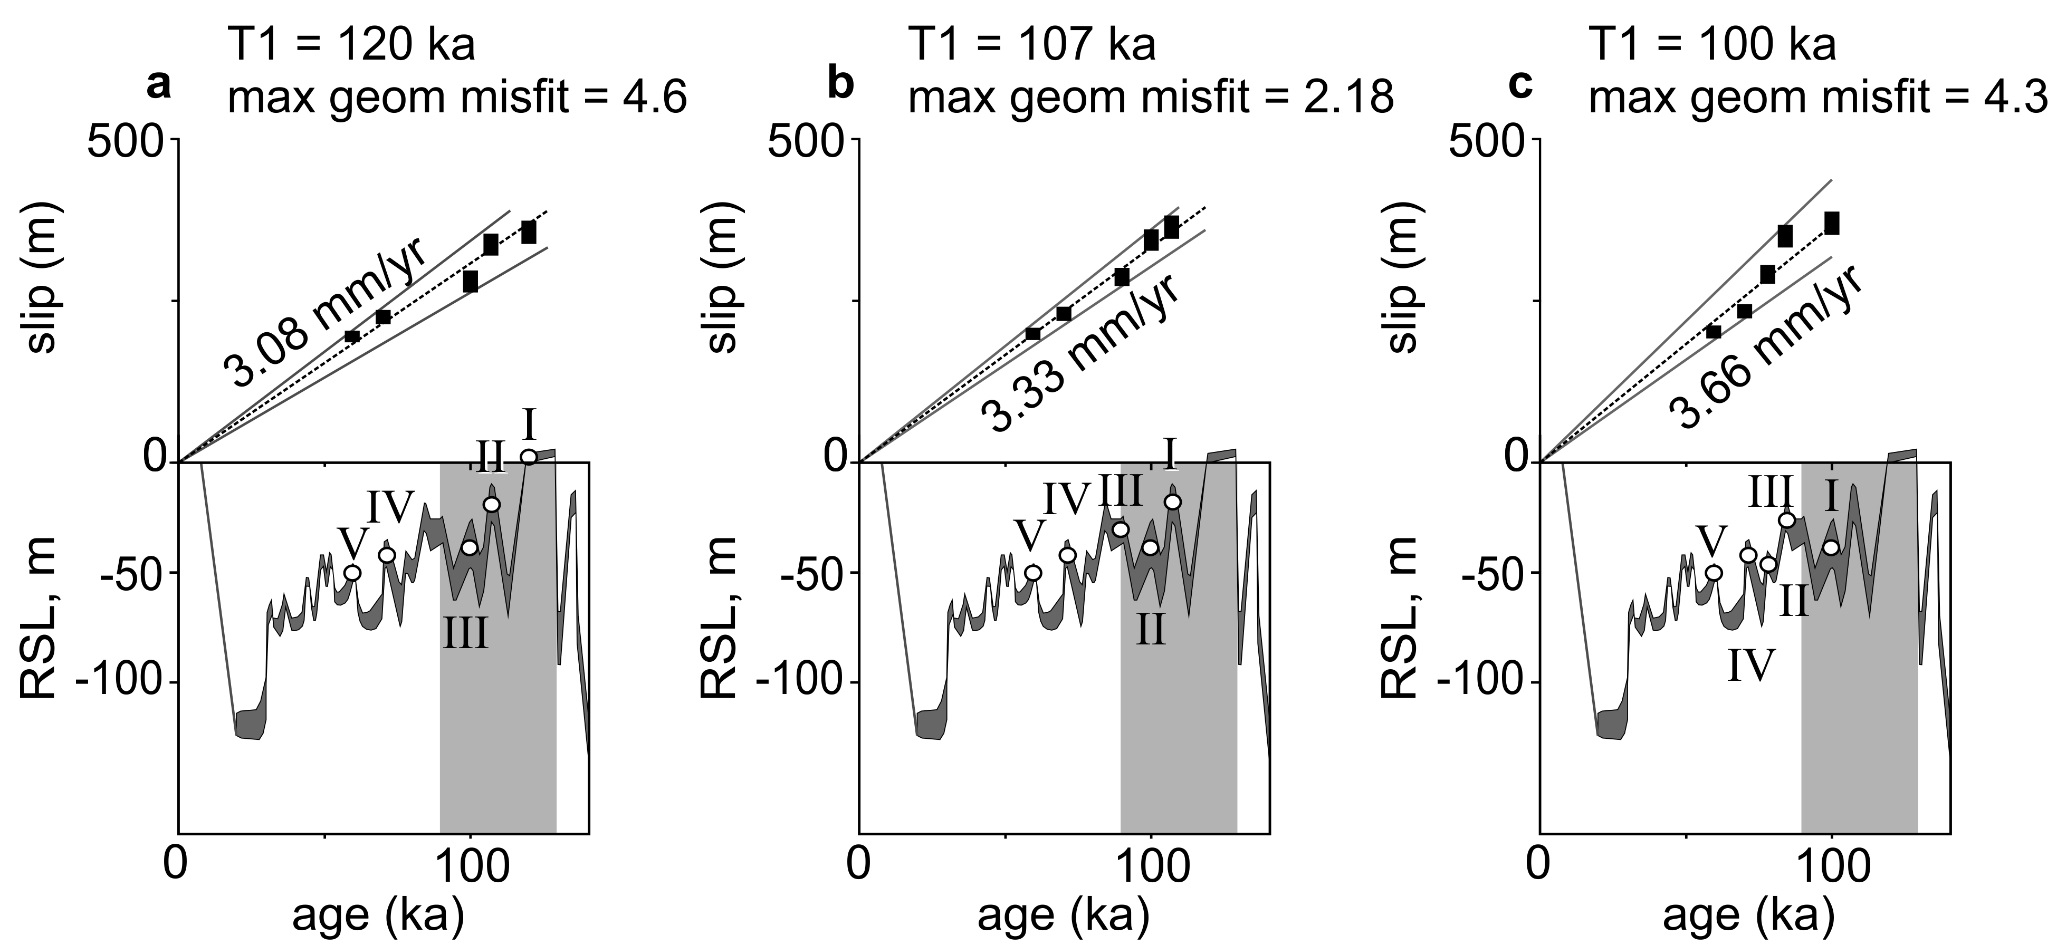 a
T1 = 120 ka
max geom misfit = 4.6
500
slip (m)
3.08 mm/yr
0
I
II
IV
V
III
-50
RSL, m
-100
0
100
age (ka)
b
T1 = 107 ka
max geom misfit = 2.18
500
slip (m)
3.33 mm/yr
0
I
IV
III
V
II
-50
RSL, m
-100
0
100
age (ka)
c
T1 = 100 ka
max geom misfit = 4.3
500
slip (m)
3.66 mm/yr
0
III
I
V
II
IV
-50
RSL, m
-100
0
100
age (ka)